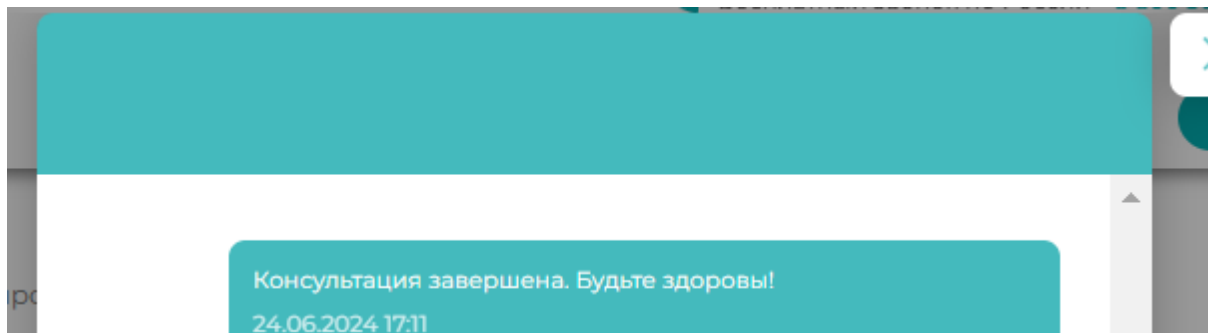 Консультация завершена. Будьте здоровы!
24.06.2024 17:11